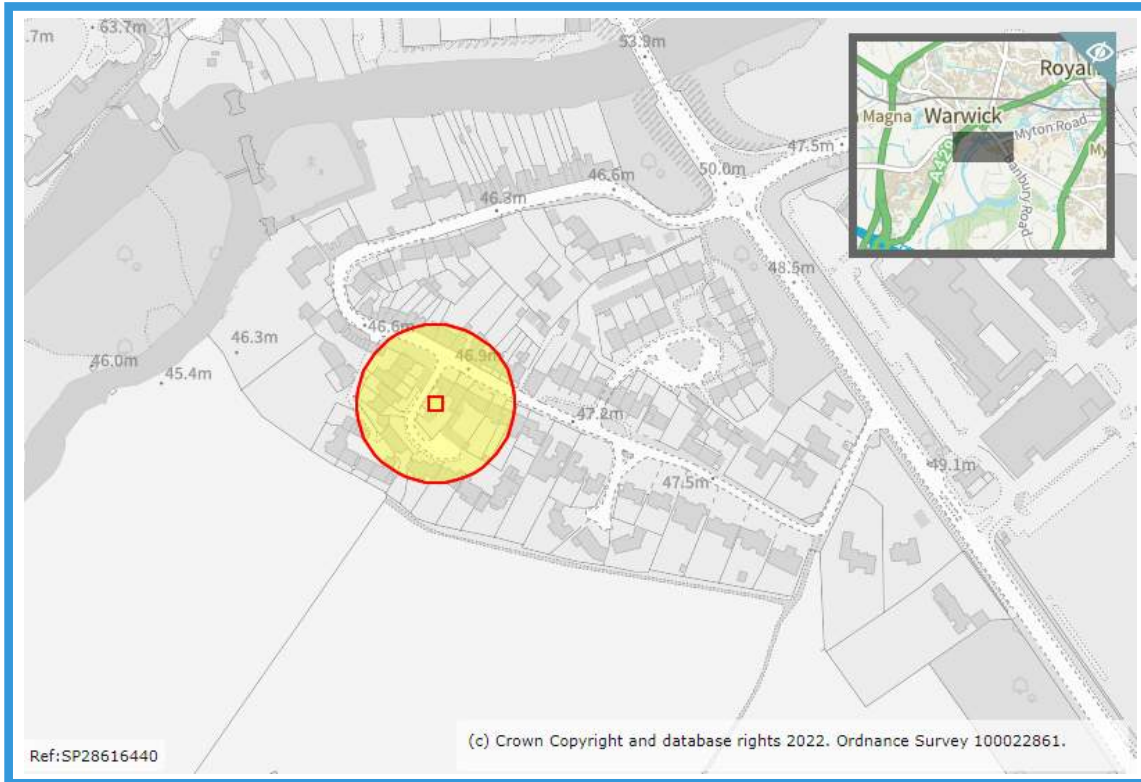 .7m
63.7m
53.9m
47.5m
50.0m
46.6m
46.3m
48.5m
46.6m
46.3m
46.9m
46.0m
45.4m
47.2m
49.1m
47.5m
Royal
Magna
Warwick
Myton Road
A429
My
Banbury Road
Ref:SP28616440
(c) Crown Copyright and database rights 2022. Ordnance Survey 100022861.